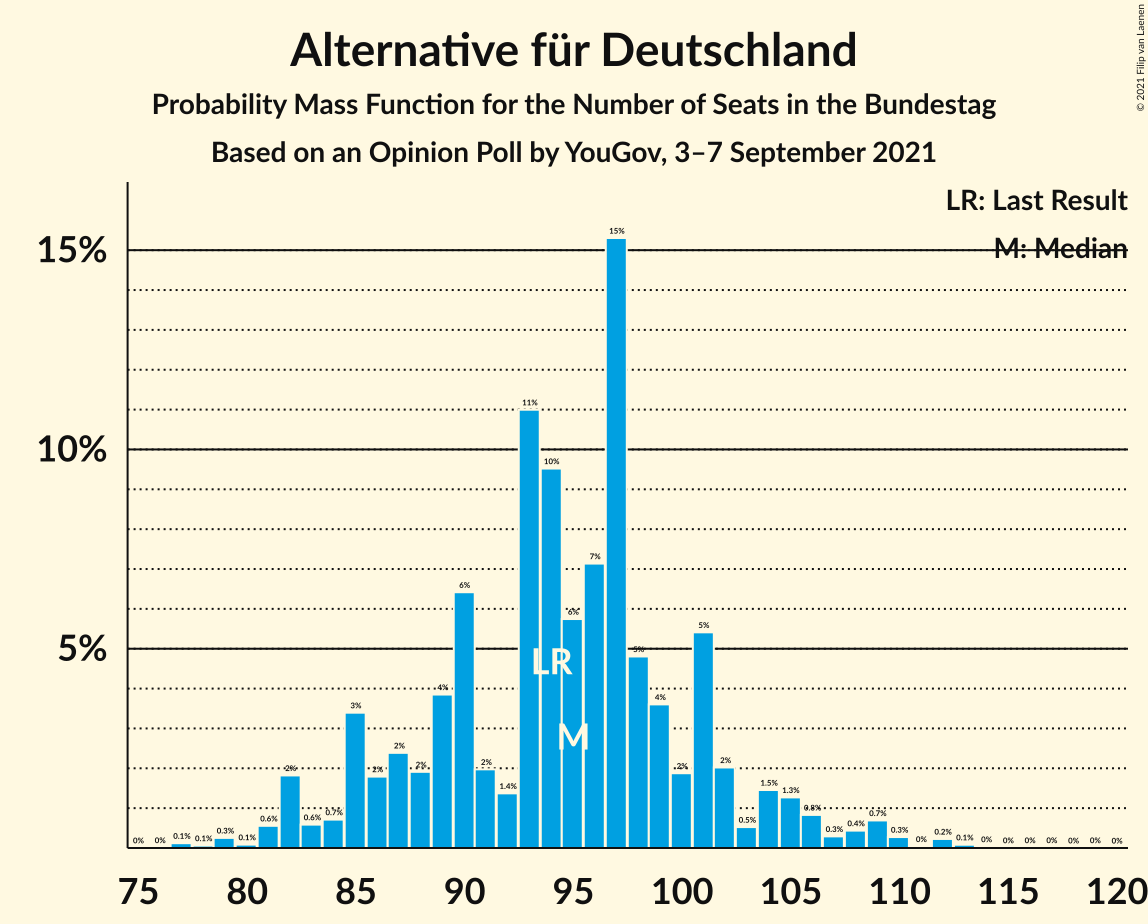 Alternative für Deutschland
Probability Mass Function for the Number of Seats in the Bundestag
Based on an Opinion Poll by YouGov, 3–7 September 2021
© 2021 Filip van Laenen
LR: Last Result
M: Median
15%
10%
5%
0% 0% 0.1% 0.1% 0.3% 0.1% 0.6% 2% 0.6% 0.7% 3% 2% 2% 2% 4% 6% 2% 1.4% 11% 10% 6% 7% 15% 5% 4% 2% 5% 2% 0.5% 1.5% 1.3% 0.8% 0.3% 0.4% 0.7% 0.3% 0% 0.2% 0.1% 0% 0% 0% 0% 0% 0% 0%
LR
M
75 80 85 90 95 100 105 110 115 120